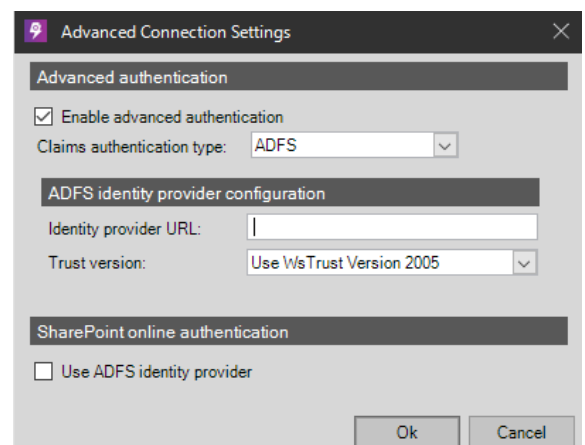 Advanced Connection Settings
Advanced authentication
Enable advanced authentication
Claims authentication type: ADFS
ADFS identity provider configuration
Identity provider URL:
Trust version: Use WsTrust Version 2005
SharePoint online authentication
Use ADFS identity provider
Ok Cancel